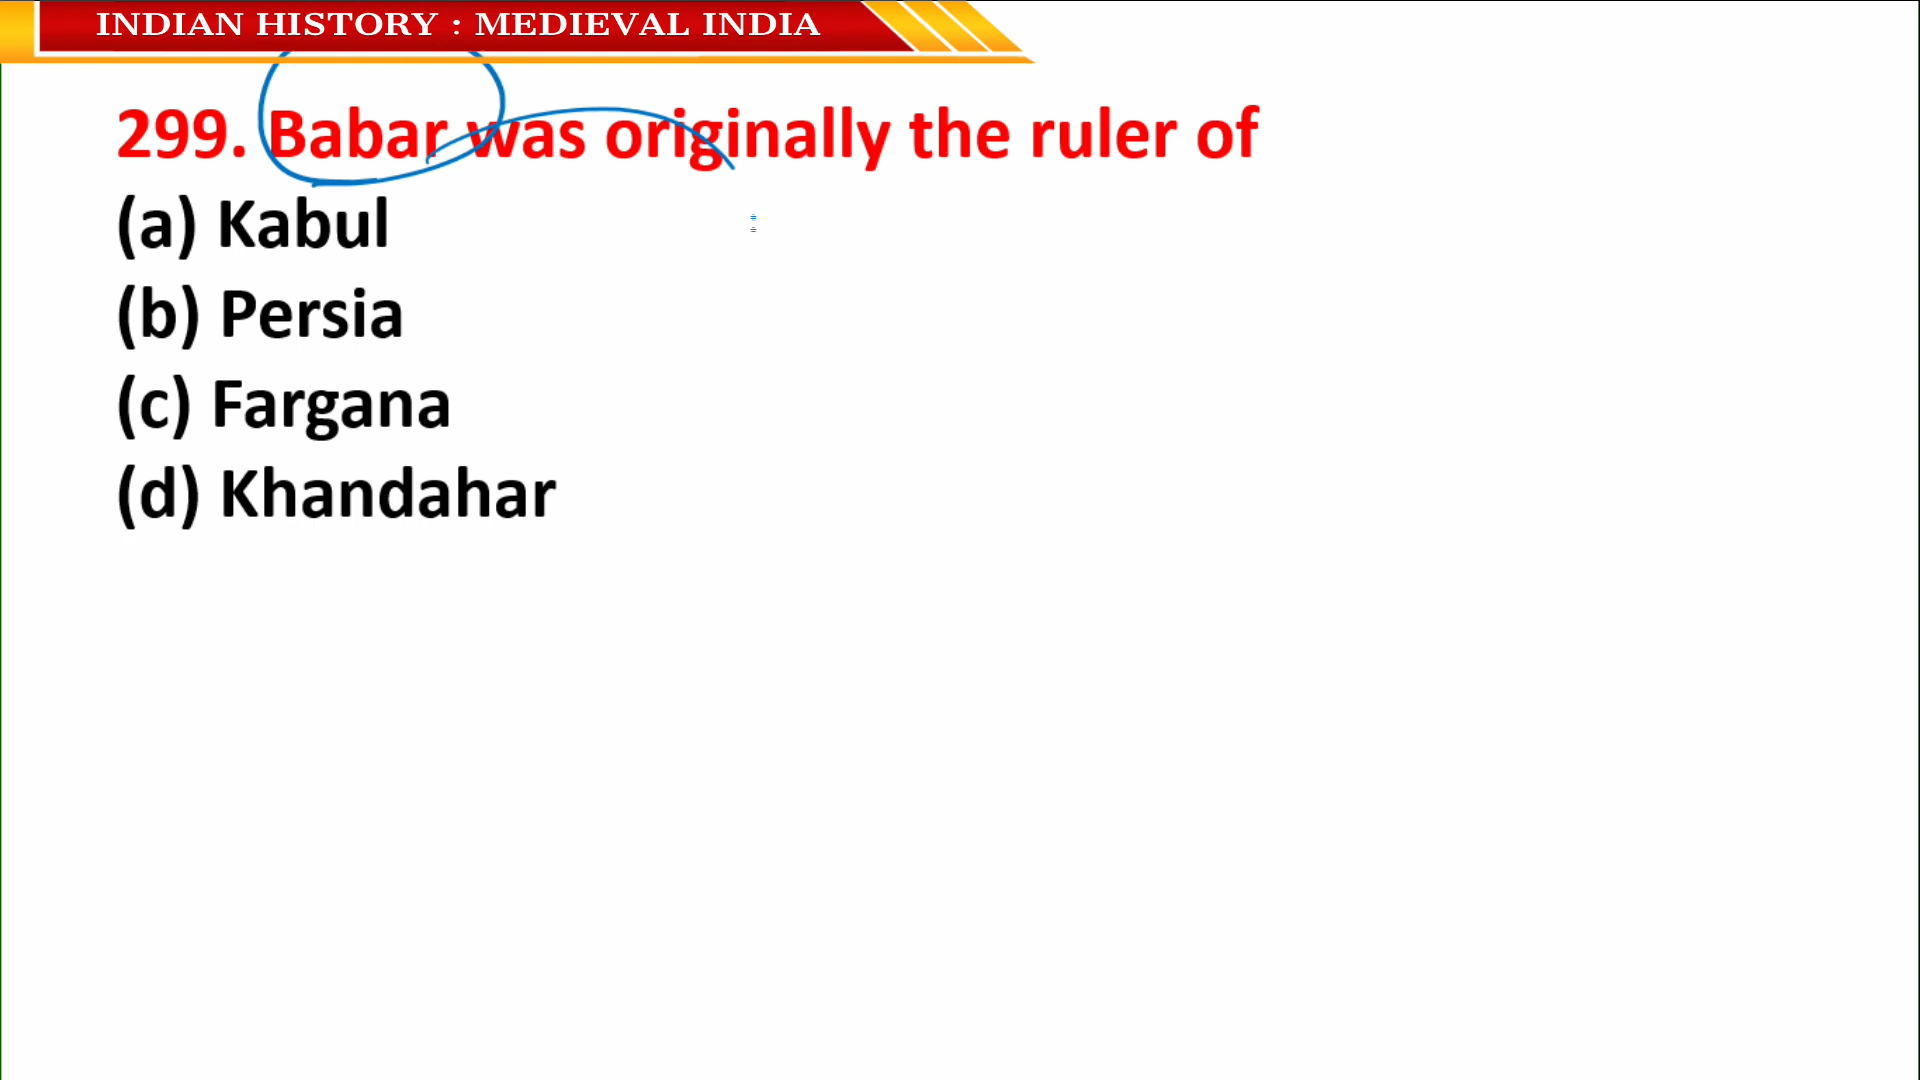 INDIAN HISTORY : MEDIEVAL INDIA
299. Babar was originally the ruler of
(a) Kabul
(b) Persia
(c) Fargana
(d) Khandahar